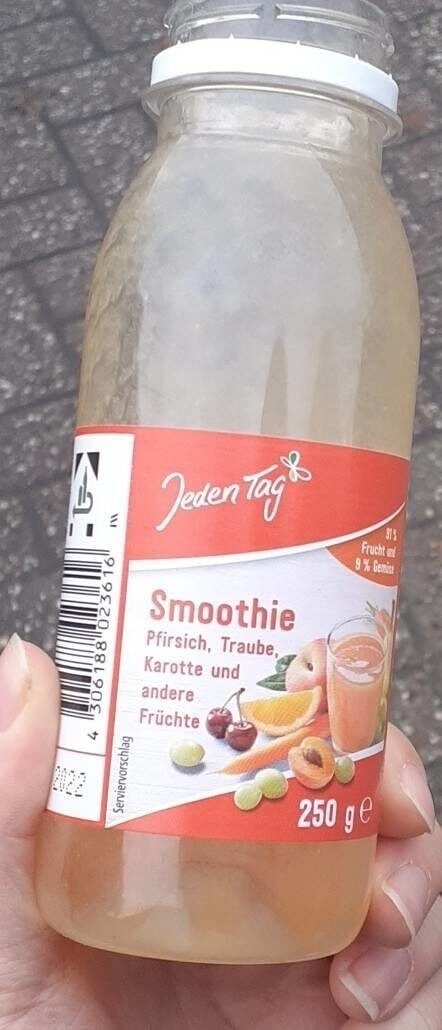 Jeden Tag
91 %
Frucht und
9 % Gemüse
Smoothie
Pfirsich, Traube,
Karotte und
andere
Früchte
250 g e
Serviervorschlag
4 306188 023616
2022